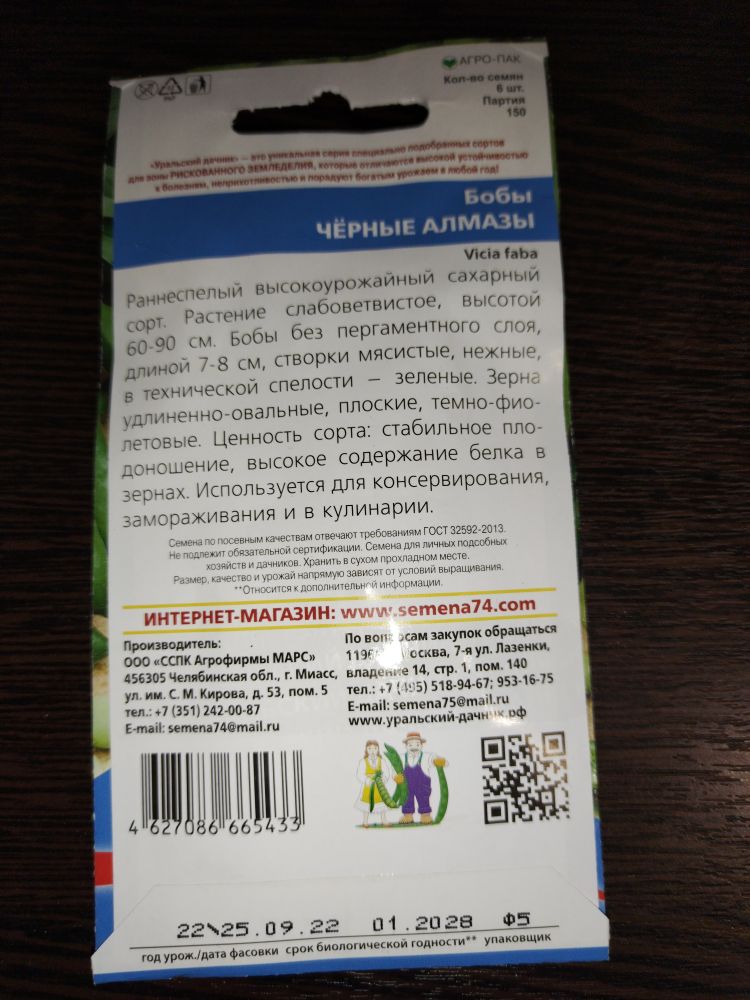 АГРО-ПАК
Кол-во семян
6 шт.
Партия
150
«Уральский дачник» — это уникальная серия специально подобранных сортов
для зоны РИСКОВАННОГО ЗЕМЛЕДЕЛИЯ, которые отличаются высокой устойчивостью
к болезням, неприхотливостью и порадуют богатым урожаем в любой год!
Бобы
ЧЁРНЫЕ АЛМАЗЫ
Vicia faba
Раннеспелый высокоурожайный сахарный
сорт. Растение слабоветвистое, высотой
60-90 см. Бобы без пергаментного слоя,
длиной 7-8 см, створки мясистые, нежные,
в технической спелости — зеленые. Зерна
удлиненно-овальные, плоские, темно-фио-
летовые. Ценность сорта: стабильное пло-
доношение, высокое содержание белка в
зернах. Используется для консервирования,
замораживания и в кулинарии.
Семена по посевным качествам отвечают требованиям ГОСТ 32592-2013.
Не подлежит обязательной сертификации. Семена для личных подсобных
хозяйств и дачников. Хранить в сухом прохладном месте.
Размер, качество и урожай напрямую зависят от условий выращивания.
**Относится к дополнительной информации.
ИНТЕРНЕТ-МАГАЗИН: www.semena74.com
Производитель:
ООО «ССПК Агрофирмы МАРС»
456305 Челябинская обл., г. Миасс,
ул. им. С. М. Кирова, д. 53, пом. 5
тел.: +7 (351) 242-00-87
E-mail: semena74@mail.ru
По вопросам закупок обращаться
Москва, 7-я ул. Лазенки,
владение 14, стр. 1, пом. 140
тел.: +7 (495) 518-94-67; 953-16-75
E-mail: semena75@mail.ru
www.уральский-дачник.рф
4 627086 665433
22\25.09.22 01.2028 Ф5
год урож./дата фасовки срок биологической годности** упаковщик